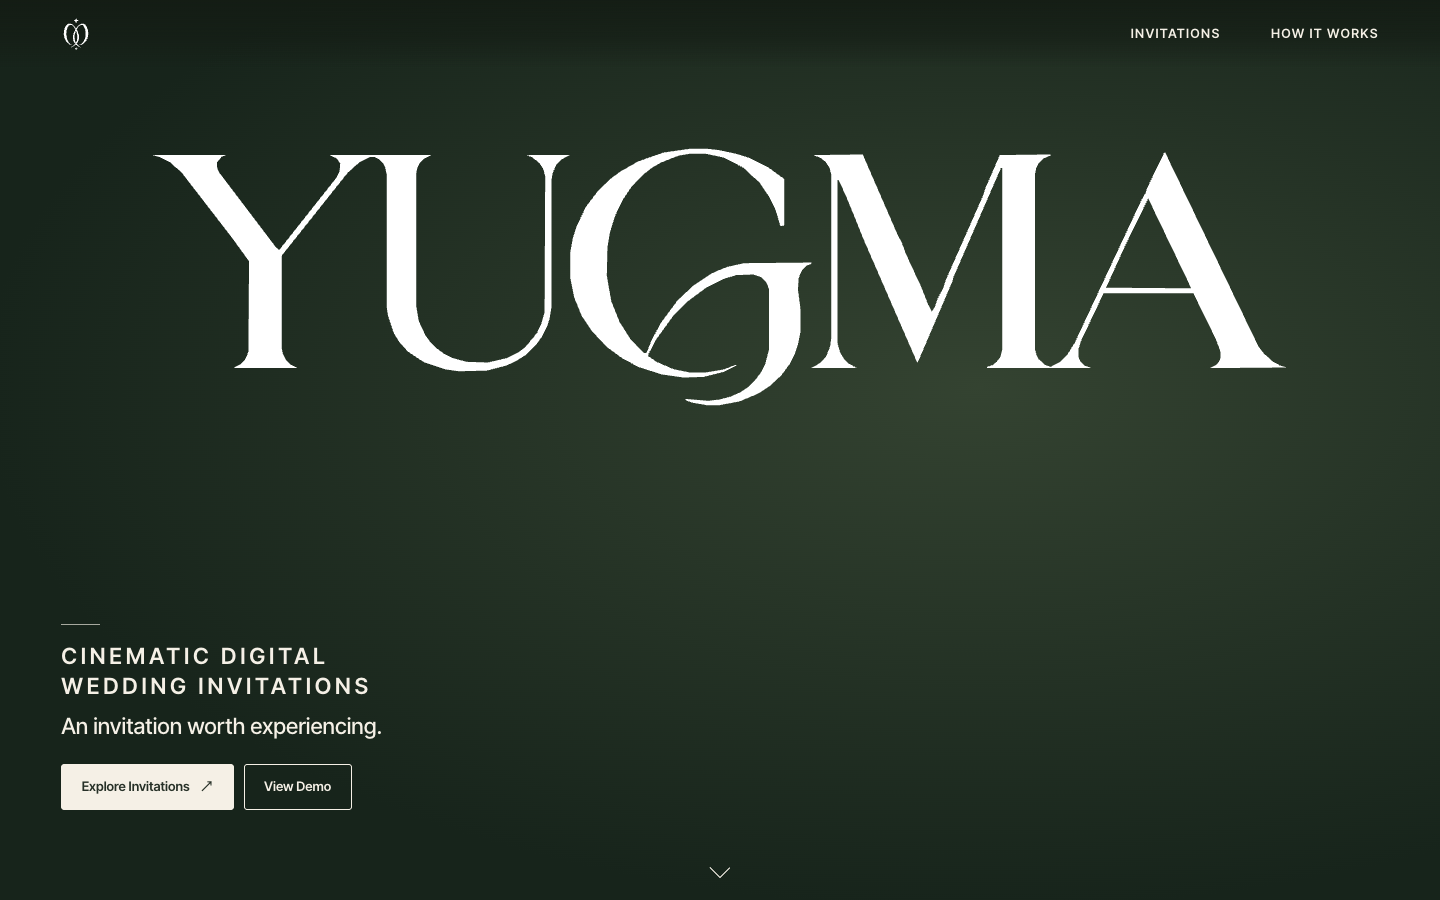 INVITATIONS
HOW IT WORKS
YUGMA
CINEMATIC DIGITAL
WEDDING INVITATIONS
An invitation worth experiencing.
Explore Invitations ↗
View Demo